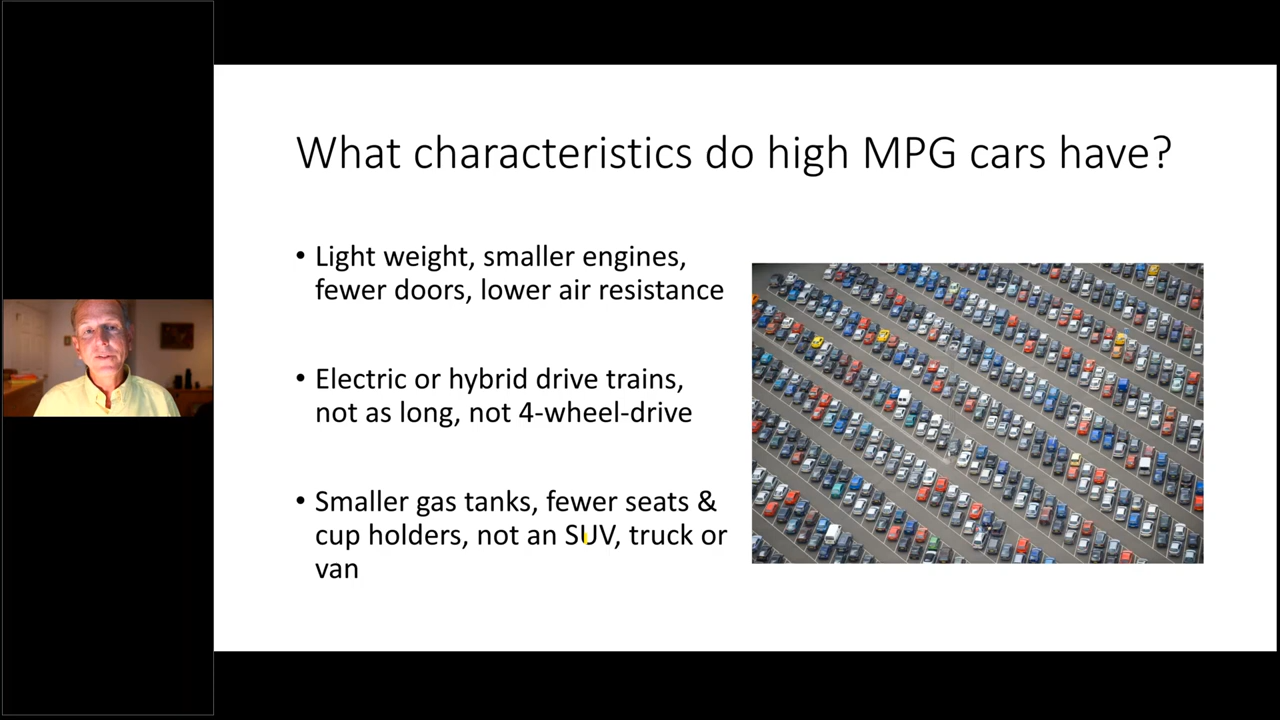 What characteristics do high MPG cars have?
• Light weight, smaller engines,
fewer doors, lower air resistance
• Electric or hybrid drive trains,
not as long, not 4-wheel-drive
• Smaller gas tanks, fewer seats &
cup holders, not an SUV, truck or
van